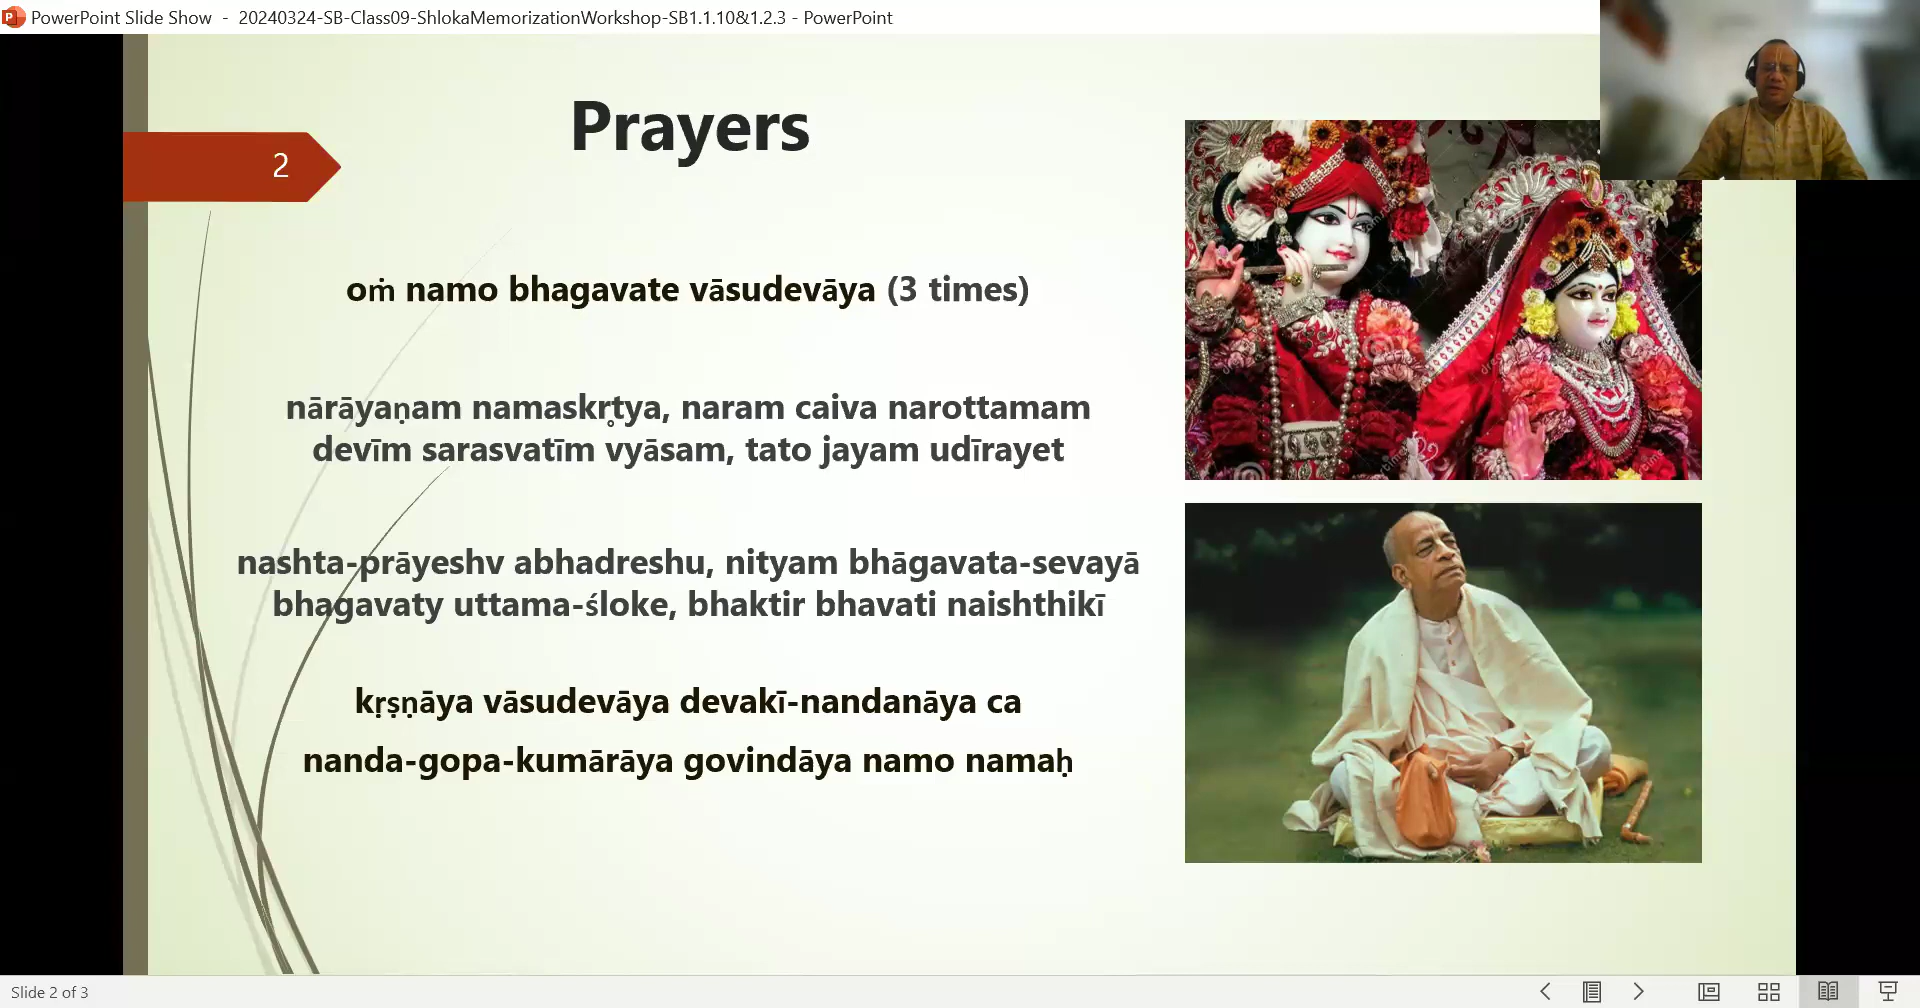 PowerPoint Slide Show - 20240324-SB-Class09-ShlokaMemorizationWorkshop-SB1.1.10&1.2.3 - PowerPoint
Prayers
2
oṁ namo bhagavate vāsudevāya (3 times)
nārāyaṇam namaskr̥tya, naram caiva narottamam
devīm sarasvatīm vyāsam, tato jayam udīrayet
nashta-prāyeshv abhadreshu, nityam bhāgavata-sevayā
bhagavaty uttama-śloke, bhaktir bhavati naishthikī
kṛṣṇāya vāsudevāya devakī-nandanāya ca
nanda-gopa-kumārāya govindāya namo namaḥ
Slide 2 of 3